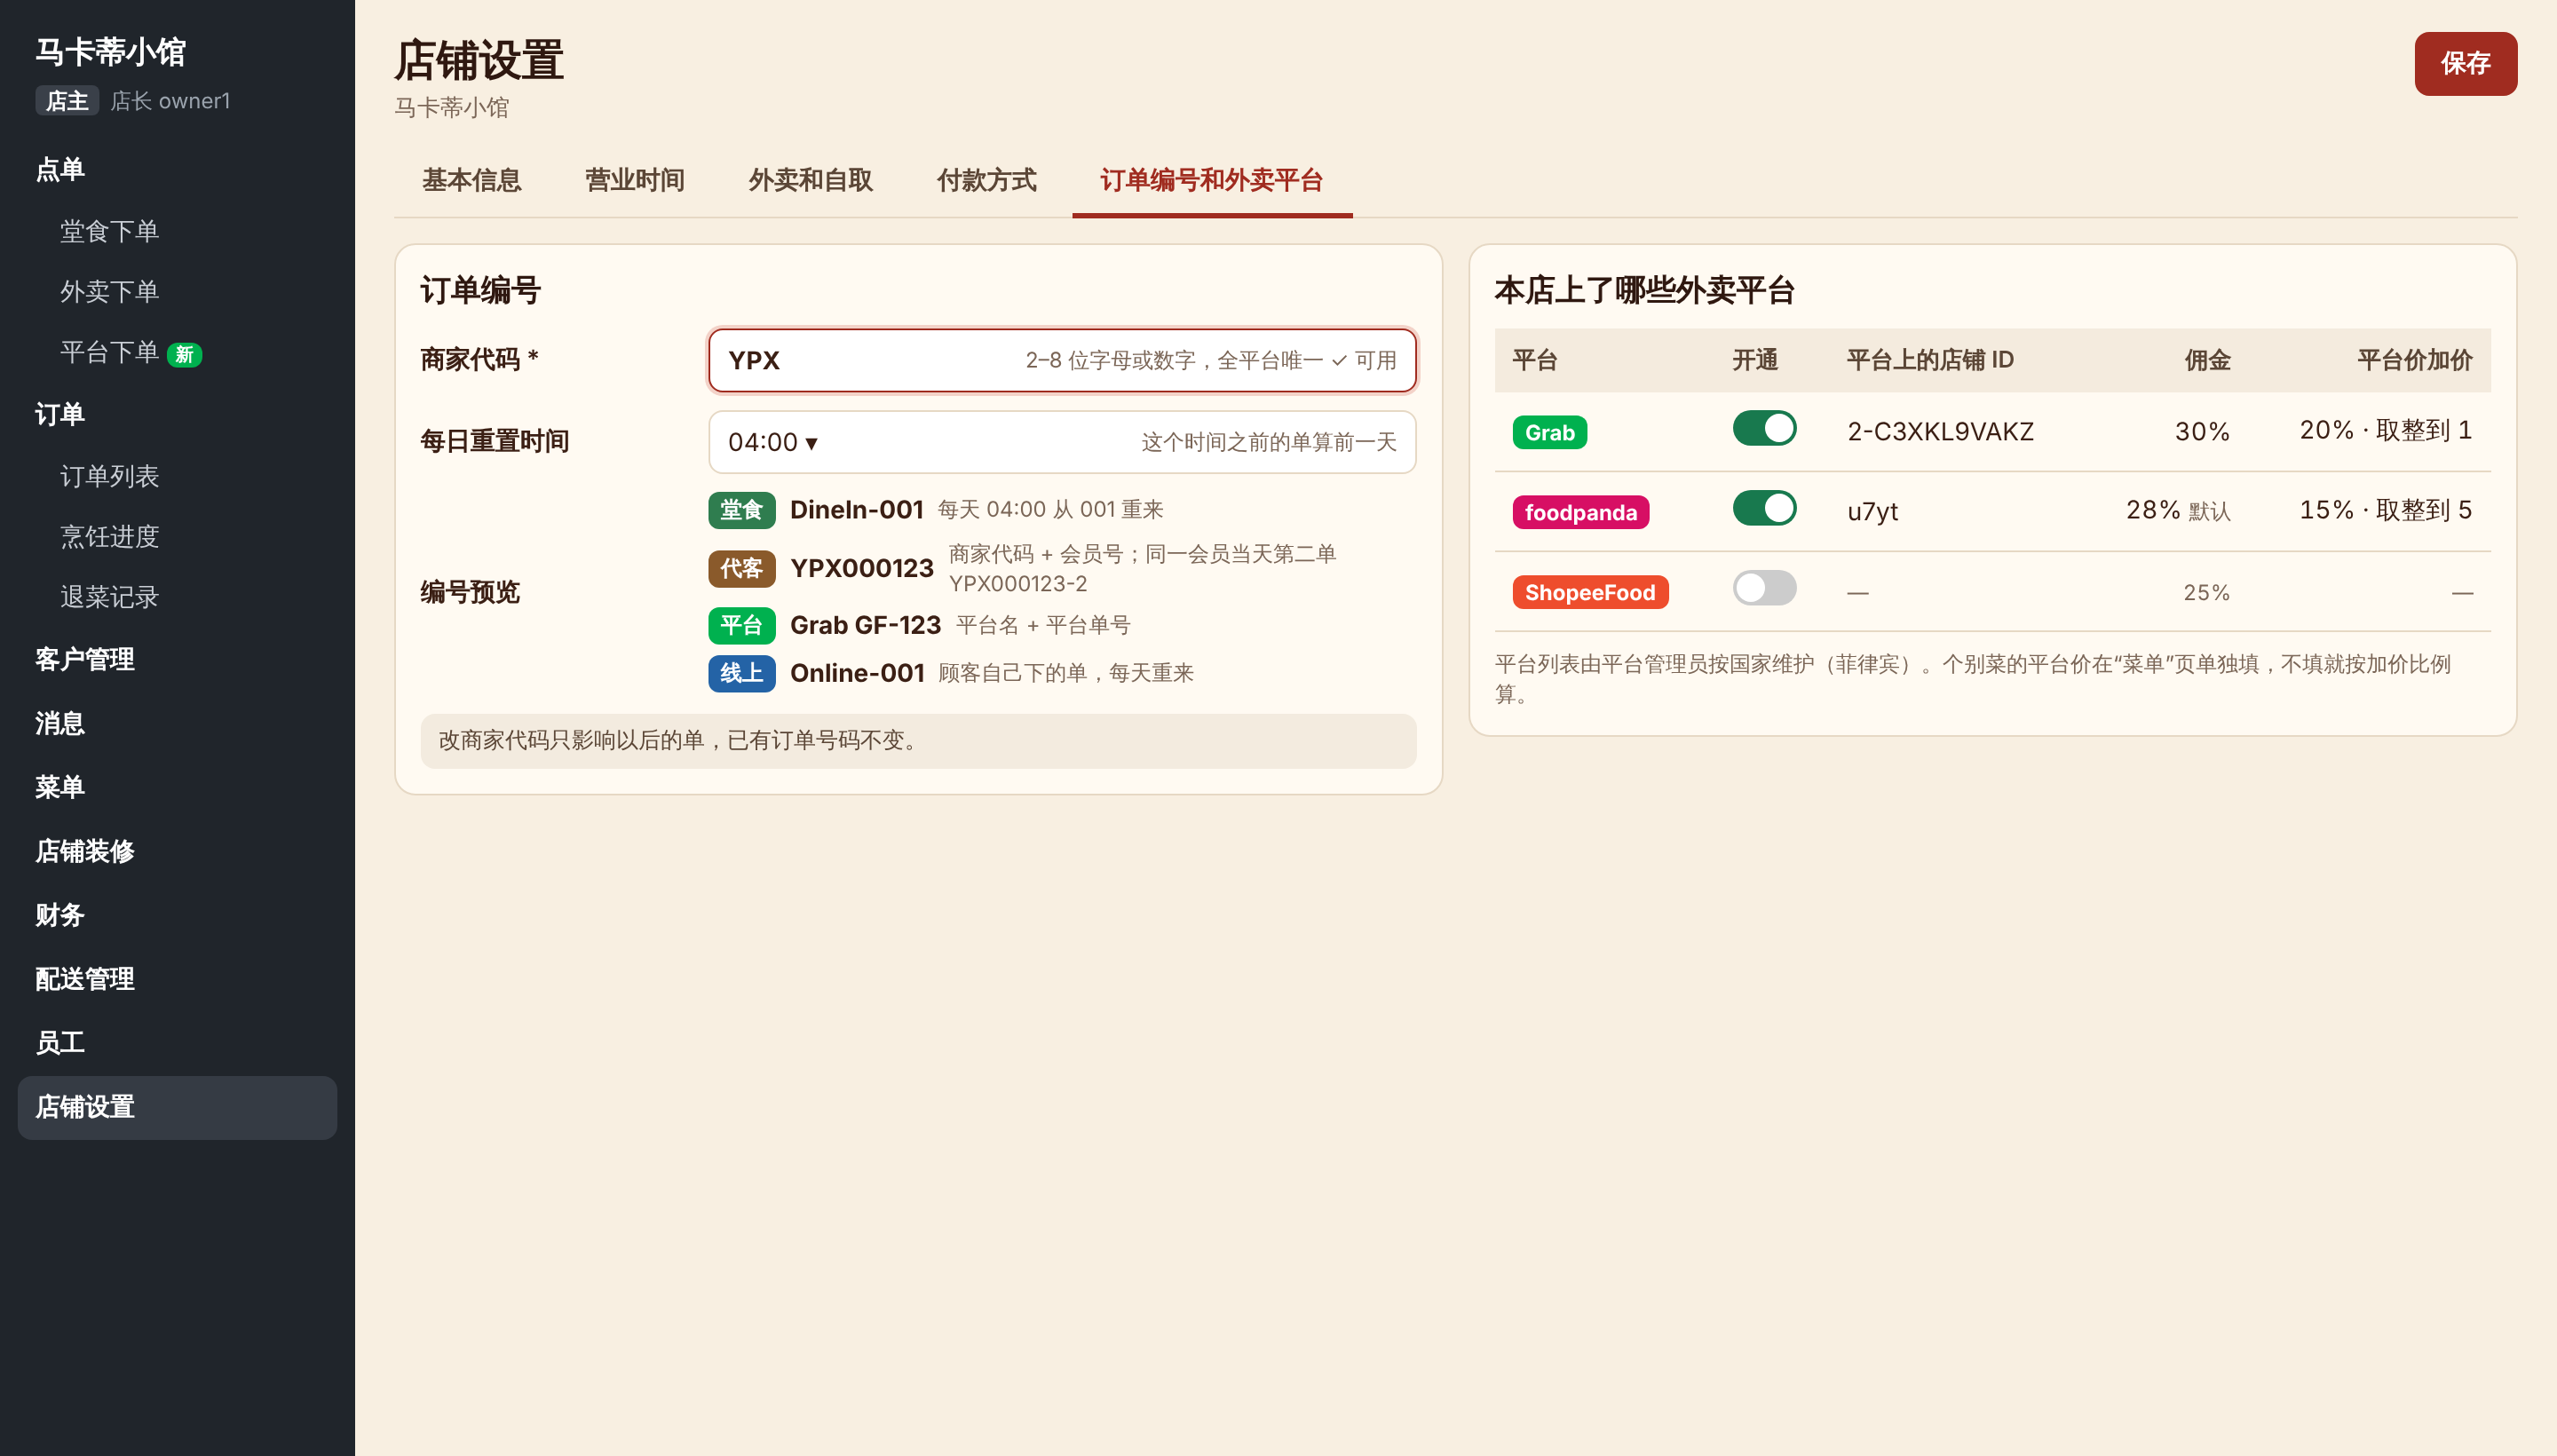 马卡蒂小馆
店主 店长 owner1
点单
堂食下单
外卖下单
平台下单 新
订单
订单列表
烹饪进度
退菜记录
客户管理
消息
菜单
店铺装修
财务
配送管理
员工
店铺设置
店铺设置
马卡蒂小馆
保存
基本信息 营业时间 外卖和自取 付款方式 订单编号和外卖平台
订单编号
商家代码 * YPX 2–8 位字母或数字，全平台唯一 ✓ 可用
每日重置时间 04:00 ▾ 这个时间之前的单算前一天
编号预览
堂食 DineIn-001 每天 04:00 从 001 重来
代客 YPX000123 商家代码 + 会员号；同一会员当天第二单
YPX000123-2
平台 Grab GF-123 平台名 + 平台单号
线上 Online-001 顾客自己下的单，每天重来
改商家代码只影响以后的单，已有订单号码不变。
本店上了哪些外卖平台
平台 开通 平台上的店铺 ID 佣金 平台价加价
Grab 2-C3XKL9VAKZ 30% 20% · 取整到 1
foodpanda u7yt 28% 默认 15% · 取整到 5
ShopeeFood — 25% —
平台列表由平台管理员按国家维护（菲律宾）。个别菜的平台价在“菜单”页单独填，不填就按加价比例
算。